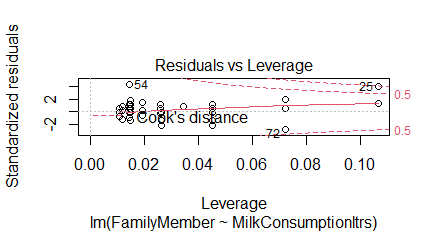 Residuals vs Leverage
Standardized residuals
2
-2
54
25
72
0.5
0.5
Cook's distance
0.00 0.02 0.04 0.06 0.08 0.10
Leverage
lm(FamilyMember ~ MilkConsumptionltrs)